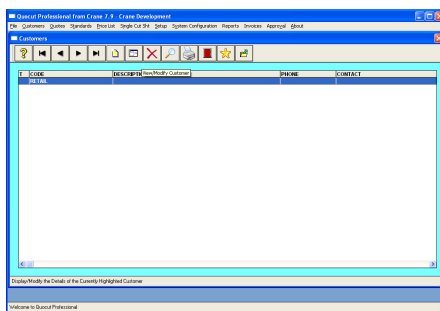 Quocut Professional from Crane 7.9 - Crane Development
File Customers Quotes Standards Price List Single Cut Sht Setup System Configuration Reports Invoices Approval About
Customers
T CODE DESCRIPTI View/Modify Customer PHONE CONTACT
RETAIL
Display/Modify the Details of the Currently Highlighted Customer
Welcome to Quocut Professional